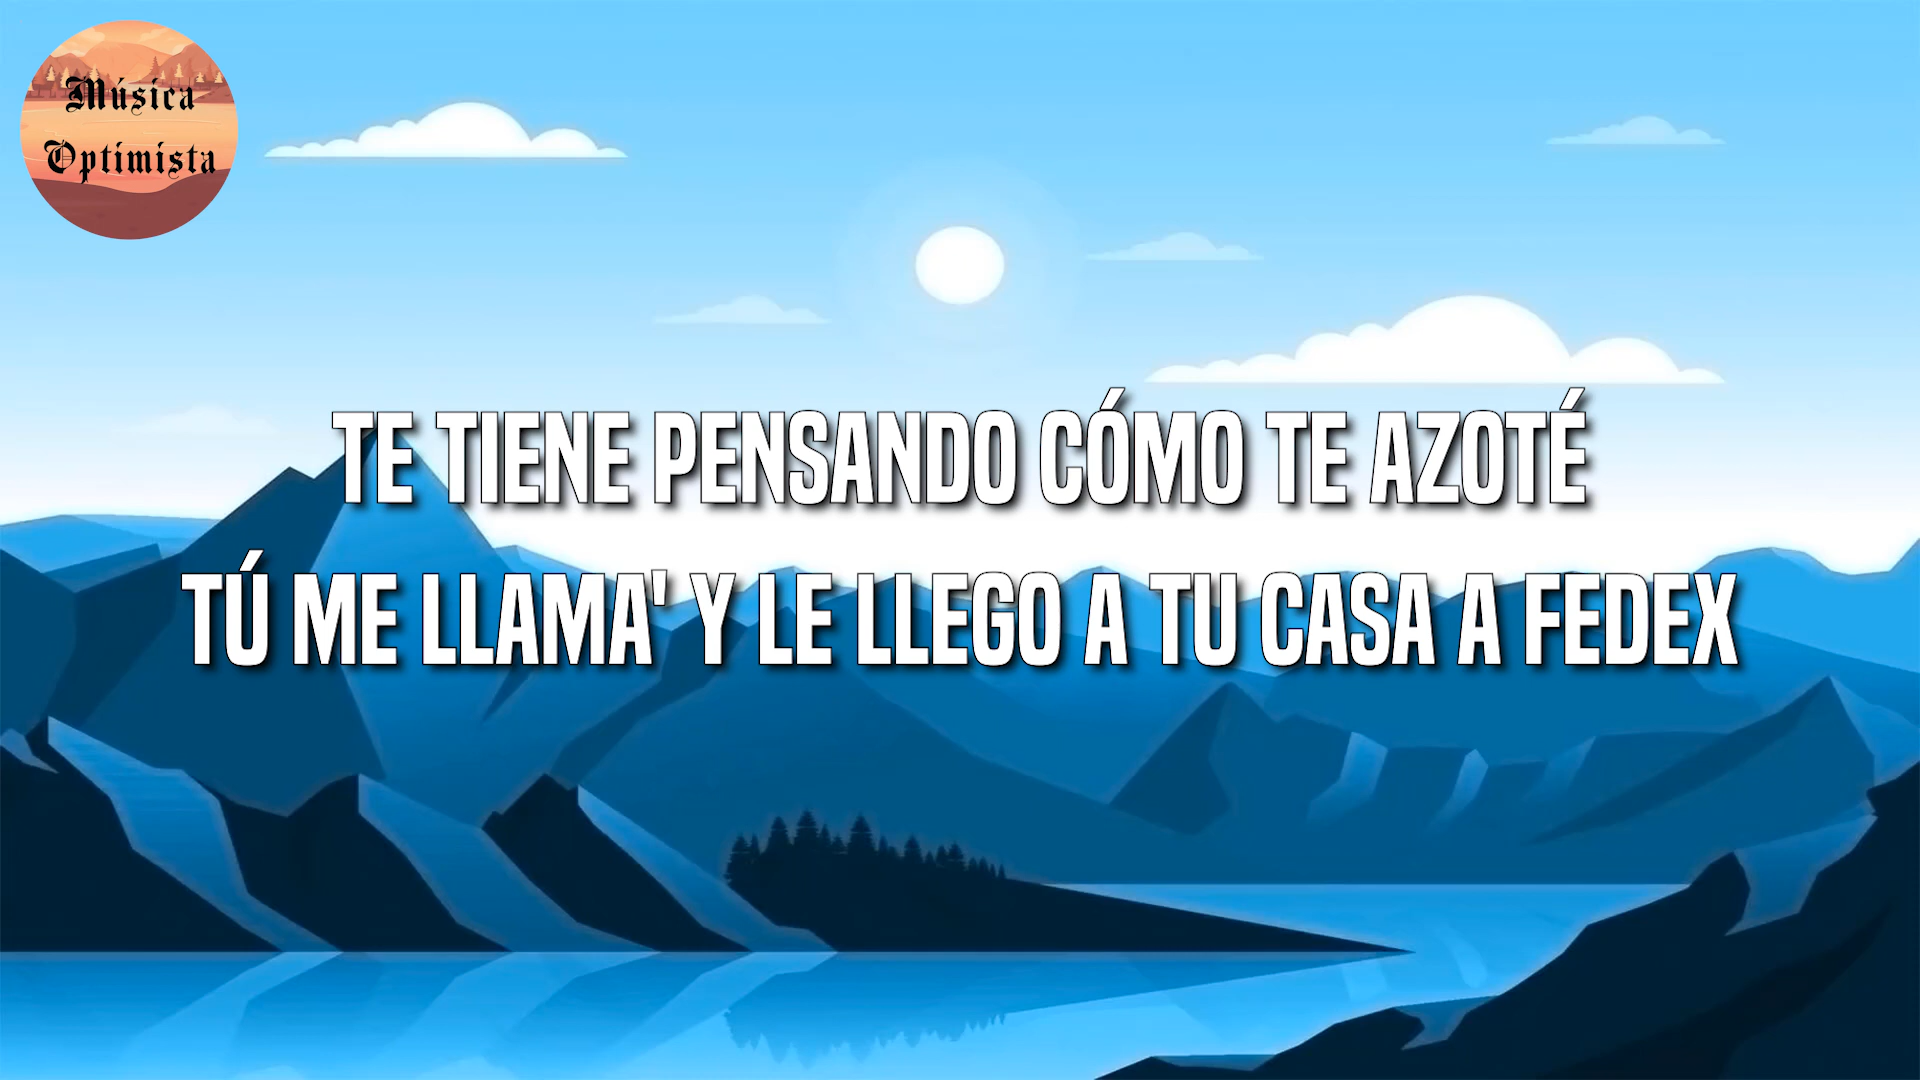 Música
Optimista
TE TIENE PENSANDO CÓMO TE AZOTÉ
TÚ ME LLAMA' Y LE LLEGO A TU CASA A FEDEX